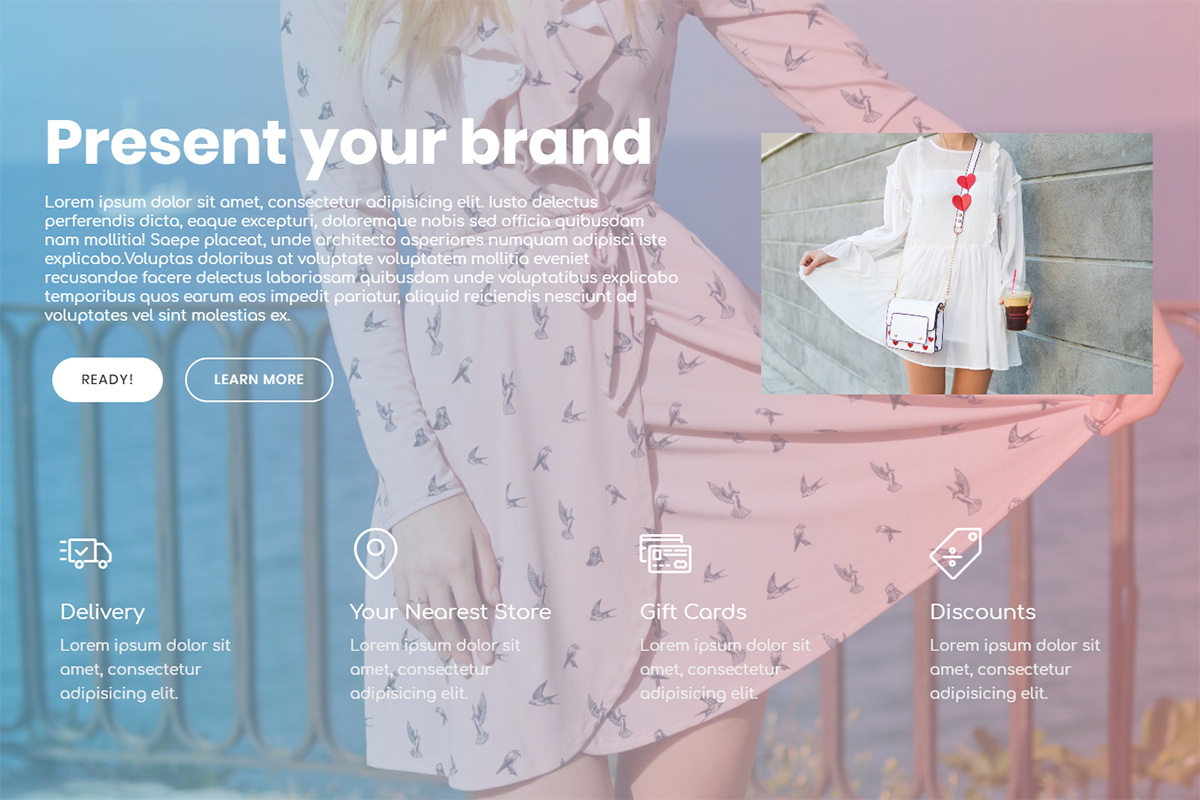 Present your brand
Lorem ipsum dolor sit amet, consectetur adipisicing elit. Iusto delectus
perferendis dicta, eaque excepturi, doloremque nobis sed officia quibusdam
nam mollitia! Saepe placeat, unde architecto asperiores numquam adipisci iste
explicabo.Voluptas doloribus at voluptate voluptatem mollitia eveniet
recusandae facere delectus laboriosam quibusdam unde voluptatibus explicabo
temporibus quos earum eos impedit pariatur, aliquid reiciendis nesciunt ad
voluptates vel sint molestias ex.
READY!
LEARN MORE
Delivery
Lorem ipsum dolor sit
amet, consectetur
adipisicing elit.
Your Nearest Store
Lorem ipsum dolor sit
amet, consectetur
adipisicing elit.
Gift Cards
Lorem ipsum dolor sit
amet, consectetur
adipisicing elit.
Discounts
Lorem ipsum dolor sit
amet, consectetur
adipisicing elit.